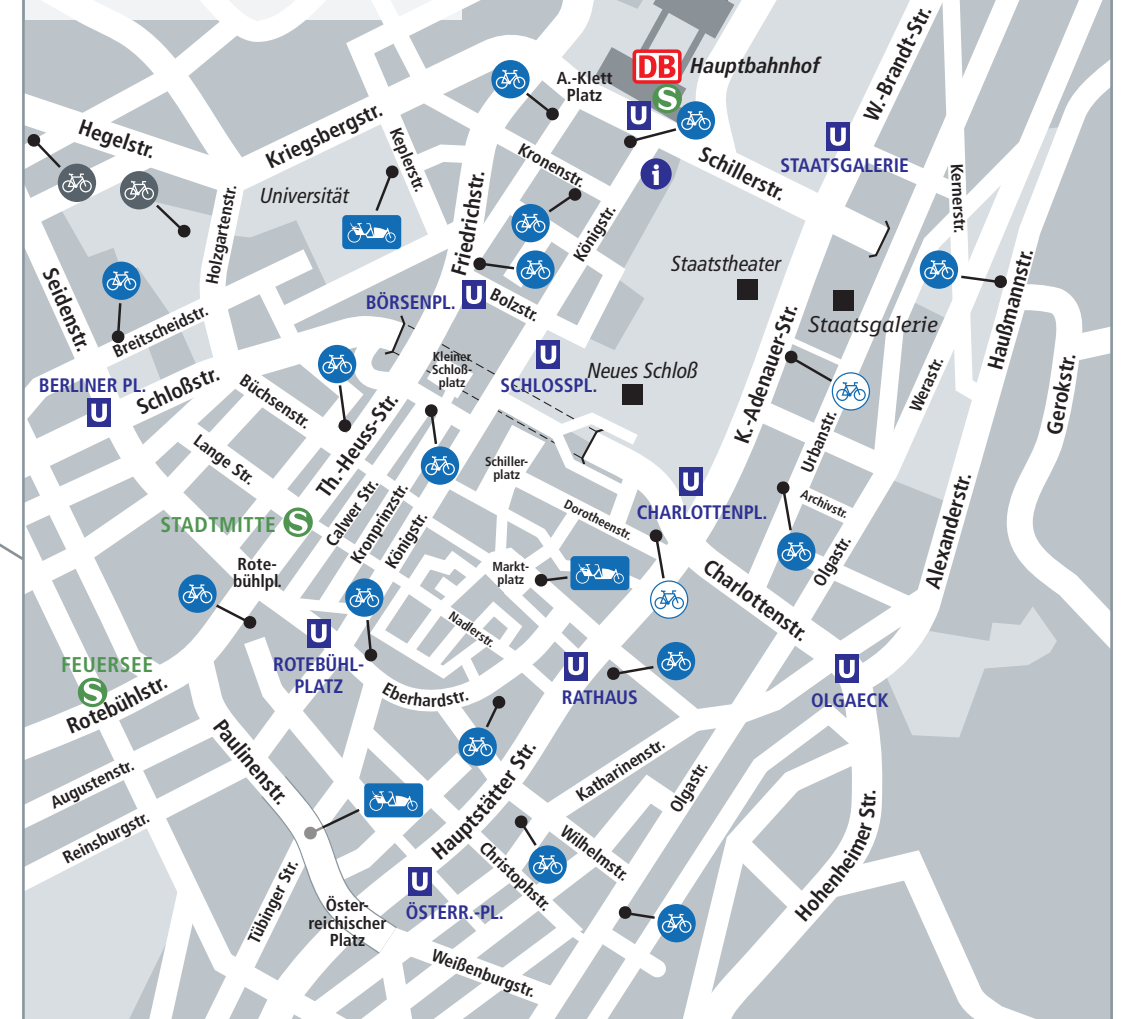 A.-Klett
Platz
DB Hauptbahnhof
S
U
W.-Brandt-Str.
U
STAATSGALERIE
Hegelstr.
Kriegsbergstr.
Keplerstr.
Kronenstr.
i
Schillerstr.
Kernerstr.
Universität
Friedrichstr.
Königstr.
Holzgartenstr.
Staatstheater
Staatsgalerie
Haußmannstr.
Seidenstr.
BÖRSENPL.
U
Bolzstr.
Breitscheidstr.
K.-Adenauer-Str.
Gerokstr.
Kleiner
Schloß-
platz
U
SCHLOSSPL.
Neues Schloß
Werastr.
BERLINER PL.
U
Schloßstr.
Büchsenstr.
Th.-Heuss-Str.
Urbanstr.
Lange Str.
Schiller-
platz
U
CHARLOTTENPL.
Archivstr.
Alexanderstr.
STADTMITTE S
Calwer Str.
Kronprinzstr.
Königstr.
Dorotheenstr.
Olgastr.
Rote-
bühlpl.
Markt-
platz
Charlottenstr.
Nadlerstr.
U
ROTEBÜHL-
PLATZ
FEUERSEE
S
Rotebühlstr.
Eberhardstr.
U
RATHAUS
U
OLGAECK
Paulinenstr.
Augustenstr.
Reinsburgstr.
Hauptstätter Str.
Katharinenstr.
Olgastr.
Wilhelmstr.
Christophstr.
Hohenheimer Str.
U
ÖSTERR.-PL.
Tübinger Str.
Öster-
reichischer
Platz
Weißenburgstr.